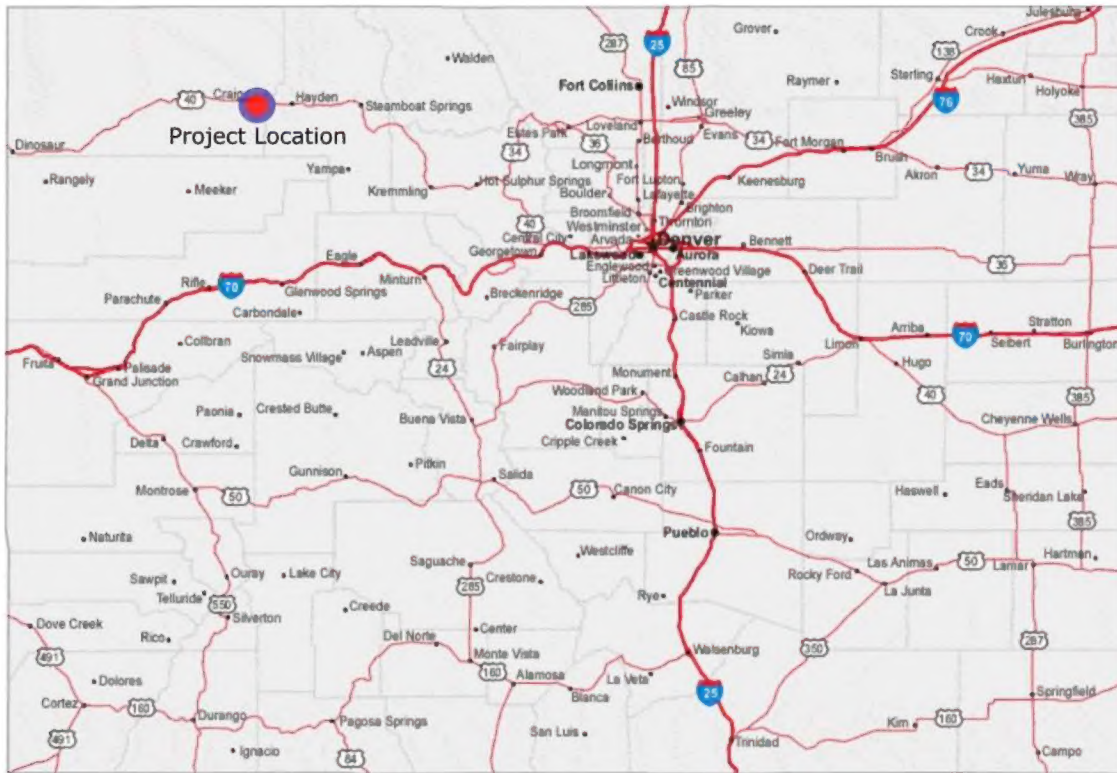 Julesburg
Grover
Crook
287
25
85
138
Walden
Sterling
Haxtun
Raymer
Craig
Hayden
Fort Collins
Windsor
Holyoke
40
Steamboat Springs
76
Greeley
385
Project Location
Estes Park
Loveland
Berthoud
Evans
34
Fort Morgan
Dinosaur
34
36
Longmont
Brush
Akron
34
Yuma
Wray
Rangely
Meeker
Yampa
Kremmling
Hot Sulphur Springs
Fort Lupton
Keenesburg
Boulder
Lafayette
Broomfield
Brighton
40
Westminster
Thornton
Central City
Arvada
Denver
Georgetown
Lakewood
Aurora
Bennett
Eagle
Englewood
Greenwood Village
Deer Trail
36
Minturn
Littleton
Centennial
Rifle
70
Glenwood Springs
Breckenridge
285
Parker
Parachute
Carbondale
Castle Rock
Kiowa
Arriba
Stratton
Collbran
Leadville
Fairplay
Limon
70
Seibert
Burlington
Snowmass Village
Aspen
Simla
Hugo
Fruita
Palisade
24
Monument
24
Grand Junction
Calhan
Woodland Park
40
385
Paonia
Crested Butte
Buena Vista
Manitou Springs
Cheyenne Wells
Colorado Springs
Delta
Crawford
Cripple Creek
Fountain
Pitkin
Gunnison
Salida
Montrose
50
50
Canon City
Haswell
Eads
Sheridan Lake
385
Naturita
Pueblo
Ordway
Westcliffe
Saguache
Las Animas
50
Hartman
Sawpit
Ouray
Lake City
Crestone
Rocky Ford
Lamar
Telluride
285
La Junta
550
Creede
Rye
Silverton
Dove Creek
Rico
Center
Del Norte
287
491
Monte Vista
Walsenburg
350
160
Dolores
Alamosa
La Veta
Blanca
25
Springfield
Cortez
160
Durango
Pagosa Springs
Kim
160
San Luis
491
Ignacio
84
Trinidad
Campo